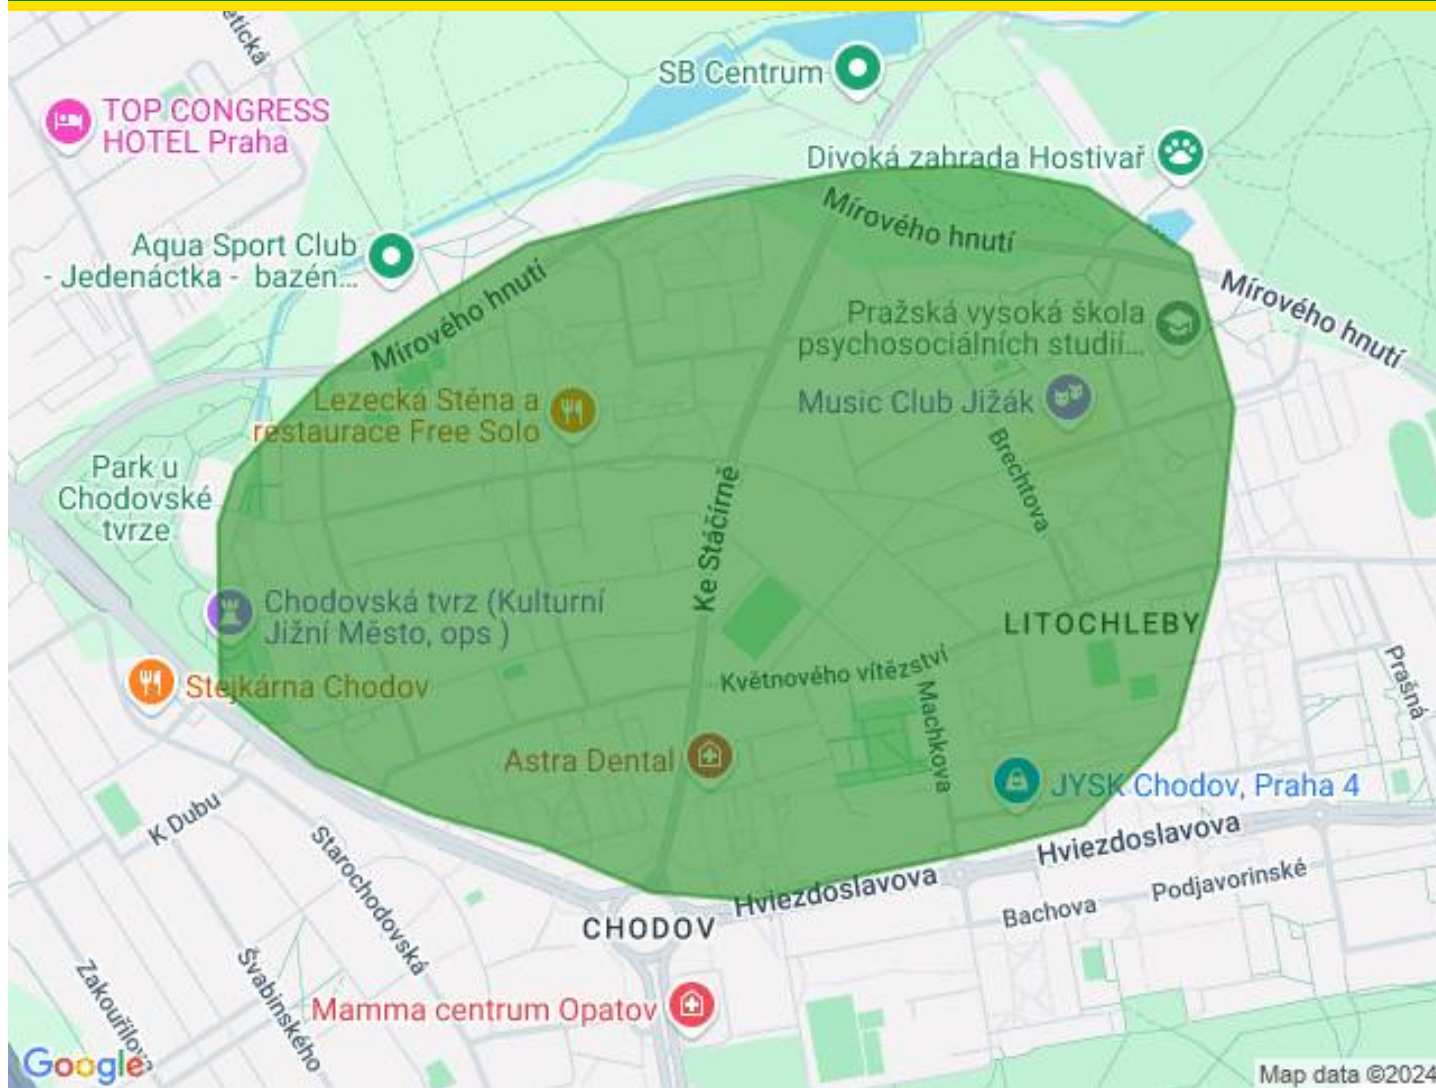 TOP CONGRESS
HOTEL Praha
SB Centrum
Divoká zahrada Hostivař
Mírového hnutí
Aqua Sport Club
- Jedenáctka - bazén...
Mírového hnutí
Mírového hnutí
Pražská vysoká škola
psychosociálních studií...
Lezecká Stěna a
restaurace Free Solo
Music Club Jižák
Park u
Chodovské
tvrze
Brechtova
Ke Stáčírně
Chodovská tvrz (Kulturní
Jižní Město, ops )
LITOCHLEBY
Květnového vítězství
Stejkárna Chodov
Machkova
Prašná
Astra Dental
JYSK Chodov, Praha 4
K Dubu
Hviezdoslavova
Starochodovská
Hviezdoslavova
Podjavorinské
Bachova
CHODOV
Švabinského
Zakouřilova
Mamma centrum Opatov
Google
Map data ©2024